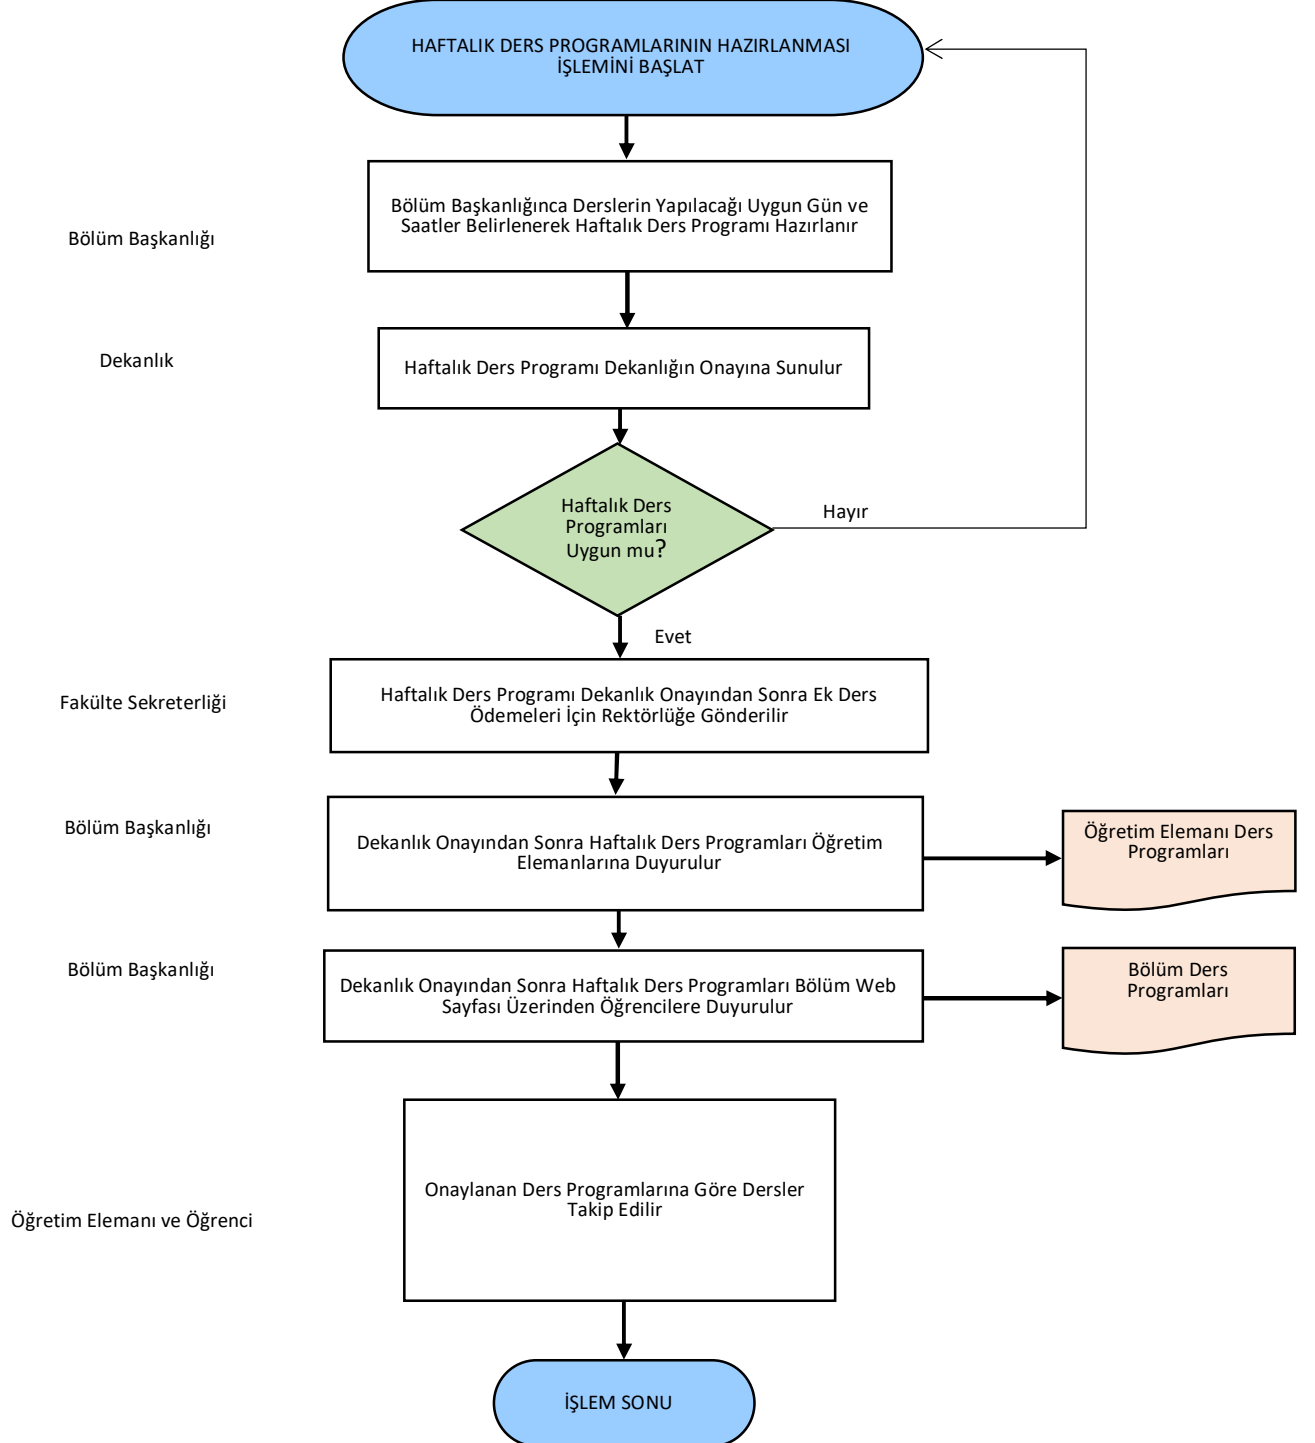 HAFTALIK DERS PROGRAMLARININ HAZIRLANMASI
İŞLEMİNİ BAŞLAT
Bölüm Başkanlığı
Bölüm Başkanlığınca Derslerin Yapılacağı Uygun Gün ve
Saatler Belirlenerek Haftalık Ders Programı Hazırlanır
Dekanlık
Haftalık Ders Programı Dekanlığın Onayına Sunulur
Haftalık Ders
Programları
Uygun mu?
Hayır
Evet
Fakülte Sekreterliği
Haftalık Ders Programı Dekanlık Onayından Sonra Ek Ders
Ödemeleri İçin Rektörlüğe Gönderilir
Bölüm Başkanlığı
Dekanlık Onayından Sonra Haftalık Ders Programları Öğretim
Elemanlarına Duyurulur
Öğretim Elemanı Ders
Programları
Bölüm Başkanlığı
Dekanlık Onayından Sonra Haftalık Ders Programları Bölüm Web
Sayfası Üzerinden Öğrencilere Duyurulur
Bölüm Ders
Programları
Öğretim Elemanı ve Öğrenci
Onaylanan Ders Programlarına Göre Dersler
Takip Edilir
İŞLEM SONU